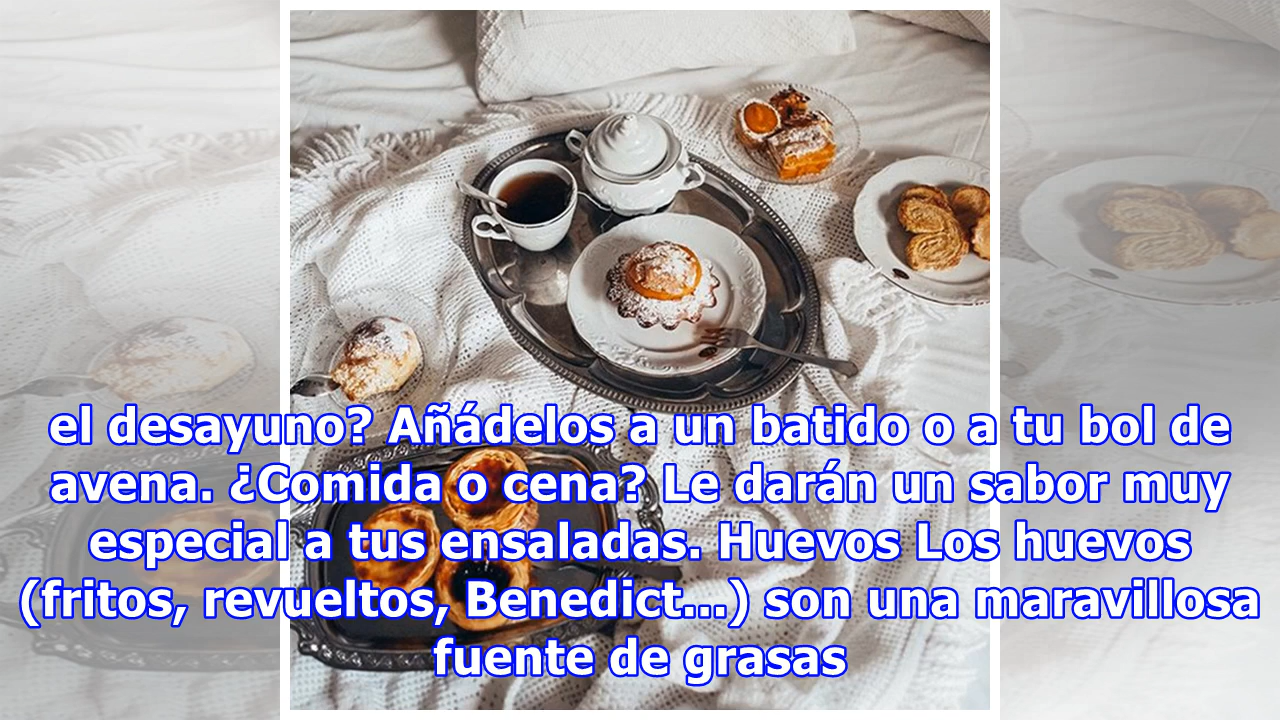 el desayuno? Añádelos a un batido o a tu bol de
avena. ¿Comida o cena? Le darán un sabor muy
especial a tus ensaladas. Huevos Los huevos
(fritos, revueltos, Benedict...) son una maravillosa
fuente de grasas